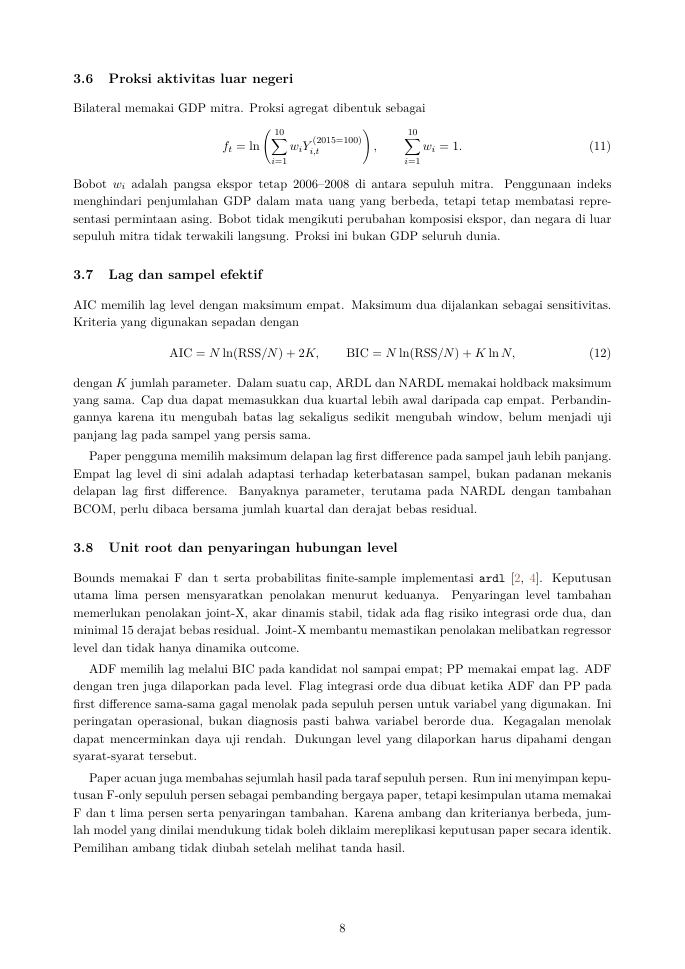 3.6 Proksi aktivitas luar negeri
Bilateral memakai GDP mitra. Proksi agregat dibentuk sebagai
f_t = ln ( ∑_{i=1}^{10} w_i Y_{i,t}^{(2015=100)} ), ∑_{i=1}^{10} w_i = 1. (11)
Bobot w_i adalah pangsa ekspor tetap 2006–2008 di antara sepuluh mitra. Penggunaan indeks
menghindari penjumlahan GDP dalam mata uang yang berbeda, tetapi tetap membatasi repre-
sentasi permintaan asing. Bobot tidak mengikuti perubahan komposisi ekspor, dan negara di luar
sepuluh mitra tidak terwakili langsung. Proksi ini bukan GDP seluruh dunia.
3.7 Lag dan sampel efektif
AIC memilih lag level dengan maksimum empat. Maksimum dua dijalankan sebagai sensitivitas.
Kriteria yang digunakan sepadan dengan
AIC = N ln(RSS/N) + 2K, BIC = N ln(RSS/N) + K ln N, (12)
dengan K jumlah parameter. Dalam suatu cap, ARDL dan NARDL memakai holdback maksimum
yang sama. Cap dua dapat memasukkan dua kuartal lebih awal daripada cap empat. Perbandin-
gannya karena itu mengubah batas lag sekaligus sedikit mengubah window, belum menjadi uji
panjang lag pada sampel yang persis sama.
Paper pengguna memilih maksimum delapan lag first difference pada sampel jauh lebih panjang.
Empat lag level di sini adalah adaptasi terhadap keterbatasan sampel, bukan padanan mekanis
delapan lag first difference. Banyaknya parameter, terutama pada NARDL dengan tambahan
BCOM, perlu dibaca bersama jumlah kuartal dan derajat bebas residual.
3.8 Unit root dan penyaringan hubungan level
Bounds memakai F dan t serta probabilitas finite-sample implementasi ardl [2, 4]. Keputusan
utama lima persen mensyaratkan penolakan menurut keduanya. Penyaringan level tambahan
memerlukan penolakan joint-X, akar dinamis stabil, tidak ada flag risiko integrasi orde dua, dan
minimal 15 derajat bebas residual. Joint-X membantu memastikan penolakan melibatkan regressor
level dan tidak hanya dinamika outcome.
ADF memilih lag melalui BIC pada kandidat nol sampai empat; PP memakai empat lag. ADF
dengan tren juga dilaporkan pada level. Flag integrasi orde dua dibuat ketika ADF dan PP pada
first difference sama-sama gagal menolak pada sepuluh persen untuk variabel yang digunakan. Ini
peringatan operasional, bukan diagnosis pasti bahwa variabel berorde dua. Kegagalan menolak
dapat mencerminkan daya uji rendah. Dukungan level yang dilaporkan harus dipahami dengan
syarat-syarat tersebut.
Paper acuan juga membahas sejumlah hasil pada taraf sepuluh persen. Run ini menyimpan kepu-
tusan F-only sepuluh persen sebagai pembanding bergaya paper, tetapi kesimpulan utama memakai
F dan t lima persen serta penyaringan tambahan. Karena ambang dan kriterianya berbeda, jum-
lah model yang dinilai mendukung tidak boleh diklaim mereplikasi keputusan paper secara identik.
Pemilihan ambang tidak diubah setelah melihat tanda hasil.
8